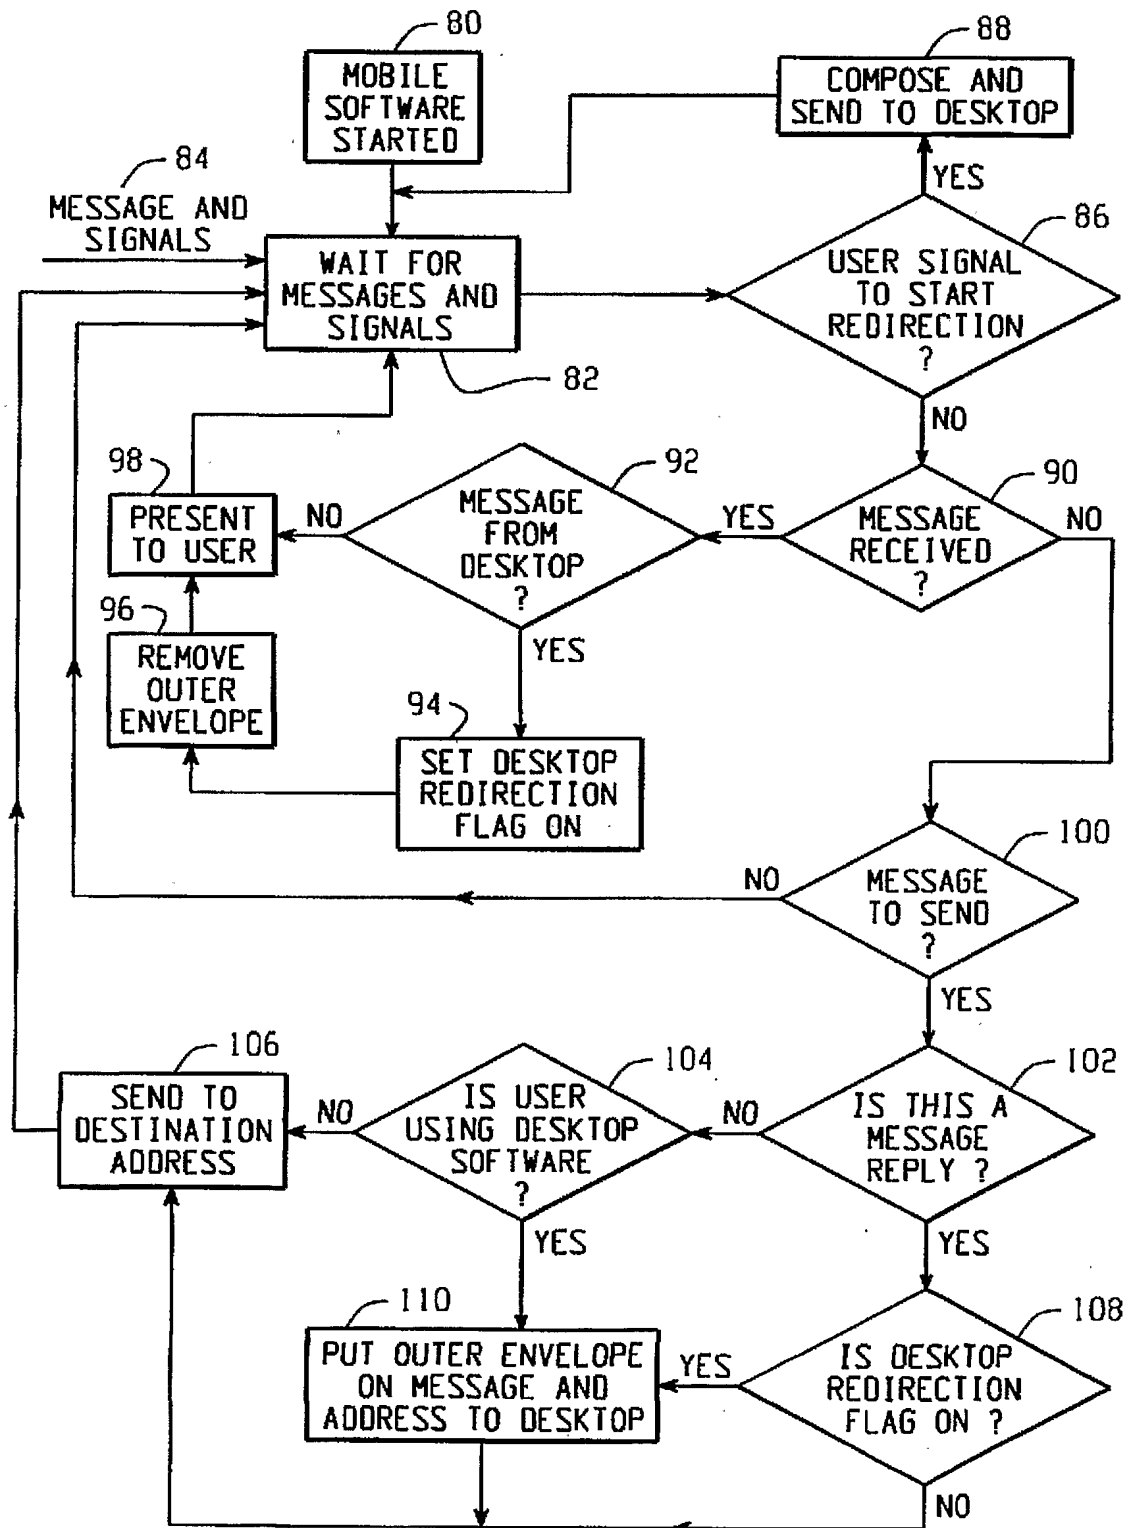 80
MOBILE
SOFTWARE
STARTED
88
COMPOSE AND
SEND TO DESKTOP
84
MESSAGE AND
SIGNALS
YES
86
WAIT FOR
MESSAGES AND
SIGNALS
82
USER SIGNAL
TO START
REDIRECTION
?
NO
98
PRESENT
TO USER
NO
92
MESSAGE
FROM
DESKTOP
?
YES
90
MESSAGE
RECEIVED
?
NO
96
REMOVE
OUTER
ENVELOPE
YES
94
SET DESKTOP
REDIRECTION
FLAG ON
100
NO
MESSAGE
TO SEND
?
YES
106
SEND TO
DESTINATION
ADDRESS
NO
104
IS USER
USING DESKTOP
SOFTWARE
?
NO
102
IS THIS A
MESSAGE
REPLY ?
YES
YES
110
PUT OUTER ENVELOPE
ON MESSAGE AND
ADDRESS TO DESKTOP
YES
108
IS DESKTOP
REDIRECTION
FLAG ON ?
NO